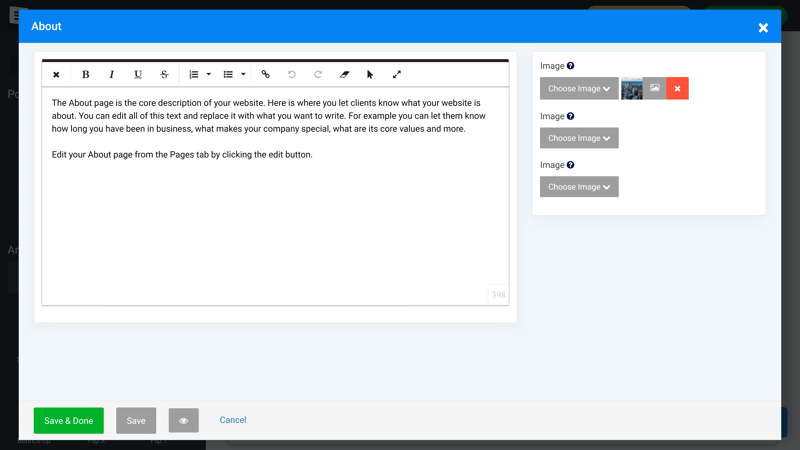 About
The About page is the core description of your website. Here is where you let clients know what your website is
about. You can edit all of this text and replace it with what you want to write. For example you can let them know
how long you have been in business, what makes your company special, what are its core values and more.
Edit your About page from the Pages tab by clicking the edit button.
398
Image
Choose Image
Image
Choose Image
Image
Choose Image
Save & Done
Save
Cancel